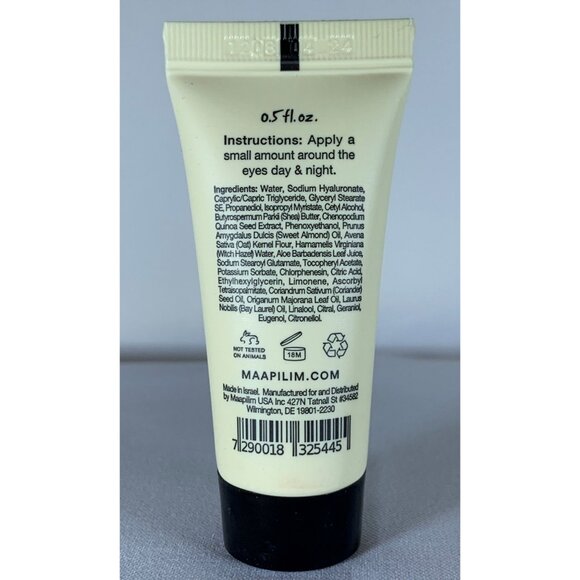 0.5fl.oz.
Instructions: Apply a
small amount around the
eyes day & night.
Ingredients: Water, Sodium Hyaluronate,
Caprylic/Capric Triglyceride, Glyceryl Stearate
SE, Propanediol, Isopropyl Myristate, Cetyl Alcohol,
Butyrospermum Parkii (Shea) Butter, Chenopodium
Quinoa Seed Extract, Phenoxyethanol, Prunus
Amygdalus Dulcis (Sweet Almond) Oil, Avena
Sativa (Oat) Kernel Flour, Hamamelis Virginiana
(Witch Hazel) Water, Aloe Barbadensis Leaf Juice,
Sodium Stearoyl Glutamate, Tocopheryl Acetate,
Potassium Sorbate, Chlorphenesin, Citric Acid,
Ethylhexylglycerin, Limonene, Ascorbyl
Tetraisopalmitate, Coriandrum Sativum (Coriander)
Seed Oil, Origanum Majorana Leaf Oil, Laurus
Nobilis (Bay Laurel) Oil, Linalool, Citral, Geraniol,
Eugenol, Citronellol.
NOT TESTED
ON ANIMALS
18M
MAAPILIM.COM
Made in Israel. Manufactured for and Distributed
by Maapilim USA Inc 427N Tatnall St #34582
Wilmington, DE 19801-2230
7 290018 325445